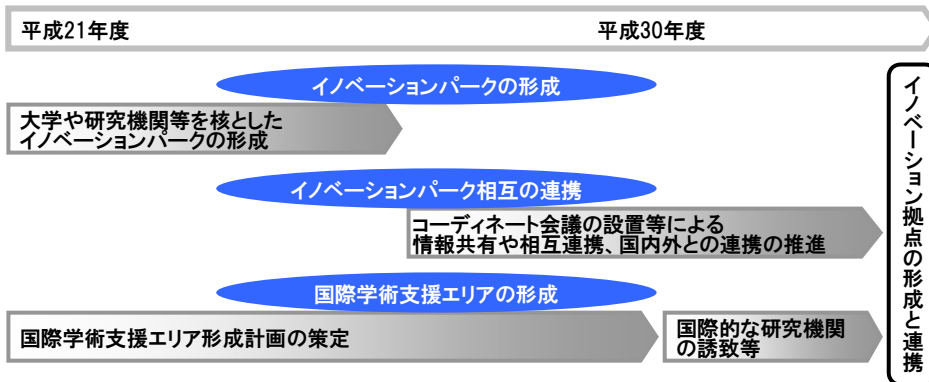 平成21年度
平成30年度
イノベーションパークの形成
大学や研究機関等を核とした
イノベーションパークの形成
イノベーションパーク相互の連携
コーディネート会議の設置等による
情報共有や相互連携、国内外との連携の推進
国際学術支援エリアの形成
国際学術支援エリア形成計画の策定
国際的な研究機関
の誘致等
イノベーション拠点の形成と連携